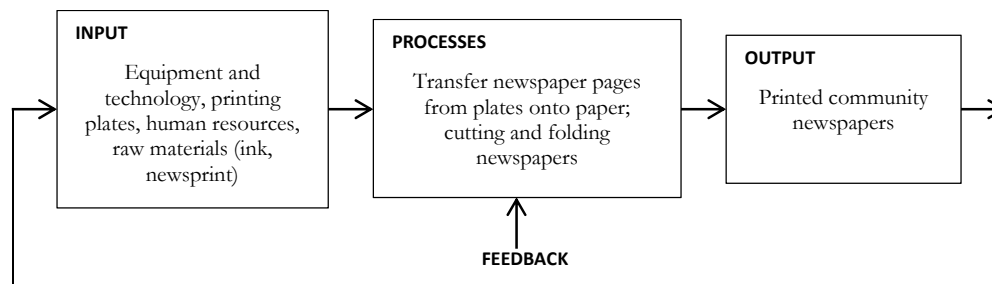 INPUT
Equipment and
technology, printing
plates, human resources,
raw materials (ink,
newsprint)
PROCESSES
Transfer newspaper pages
from plates onto paper;
cutting and folding
newspapers
OUTPUT
Printed community
newspapers
FEEDBACK